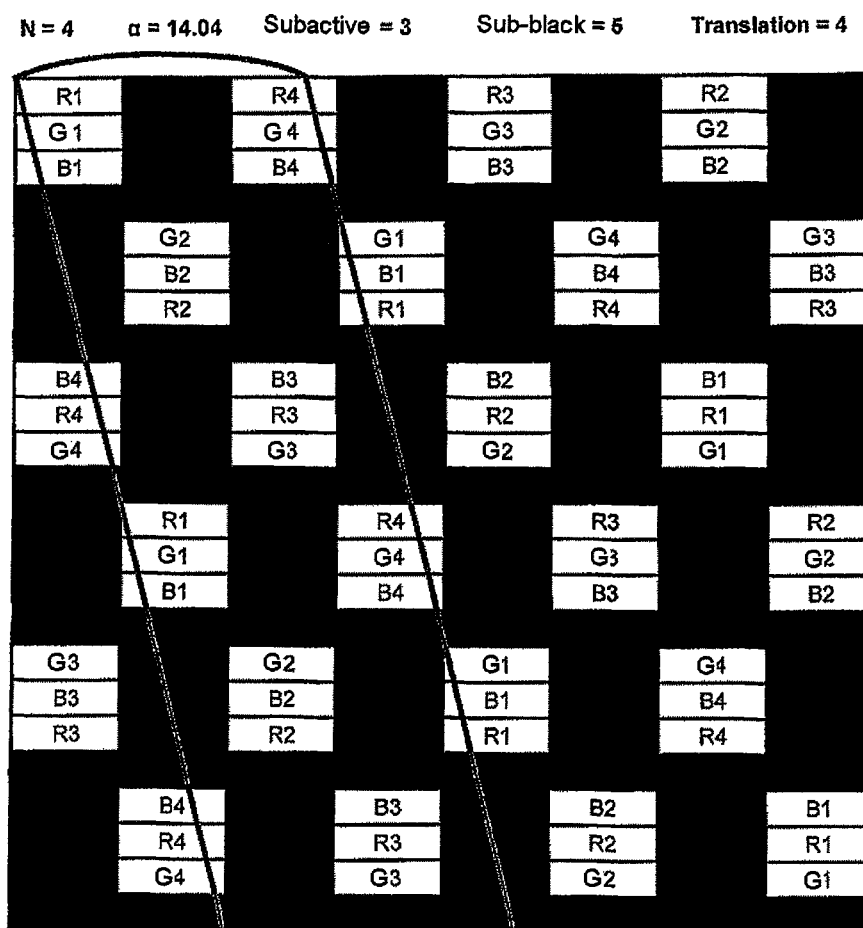 N = 4 α = 14.04 Subactive = 3 Sub-black = 5 Translation = 4
R1 R4 R3 R2
G1 G4 G3 G2
B1 B4 B3 B2
G2 G1 G4 G3
B2 B1 B4 B3
R2 R1 R4 R3
B4 B3 B2 B1
R4 R3 R2 R1
G4 G3 G2 G1
R1 R4 R3 R2
G1 G4 G3 G2
B1 B4 B3 B2
G3 G2 G1 G4
B3 B2 B1 B4
R3 R2 R1 R4
B4 B3 B2 B1
R4 R3 R2 R1
G4 G3 G2 G1